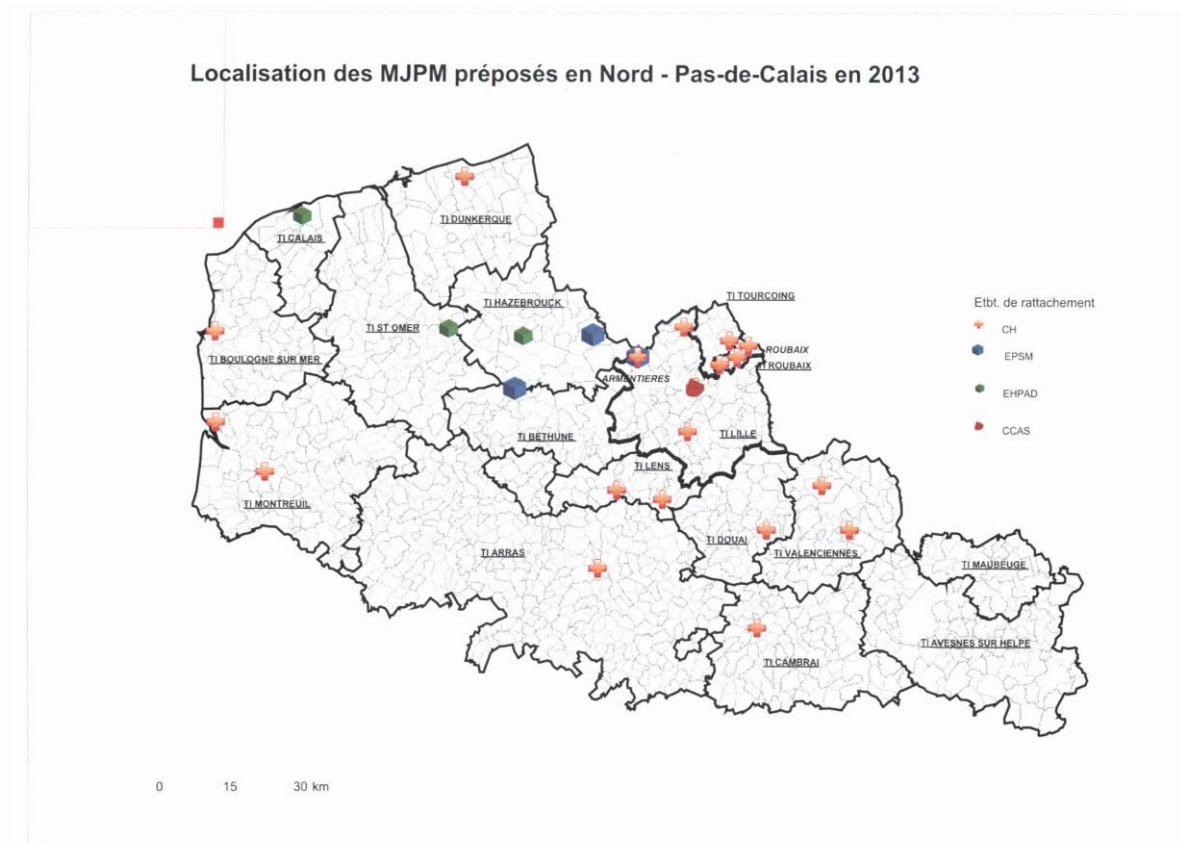 Localisation des MJPM préposés en Nord - Pas-de-Calais en 2013
TI DUNKERQUE
TI CALAIS
TI HAZEBROUCK
TI TOURCOING
Etbt. de rattachement
TI ST OMER
CH
TI BOULOGNE SUR MER
ROUBAIX
EPSM
TI ROUBAIX
ARMENTIERES
EHPAD
TI BETHUNE
TI LILLE
CCAS
TI LENS
TI MONTREUIL
TI ARRAS
TI DOUAI
TI VALENCIENNES
TI MAUBEUGE
TI AVESNES SUR HELPE
TI CAMBRAI
0 15 30 km